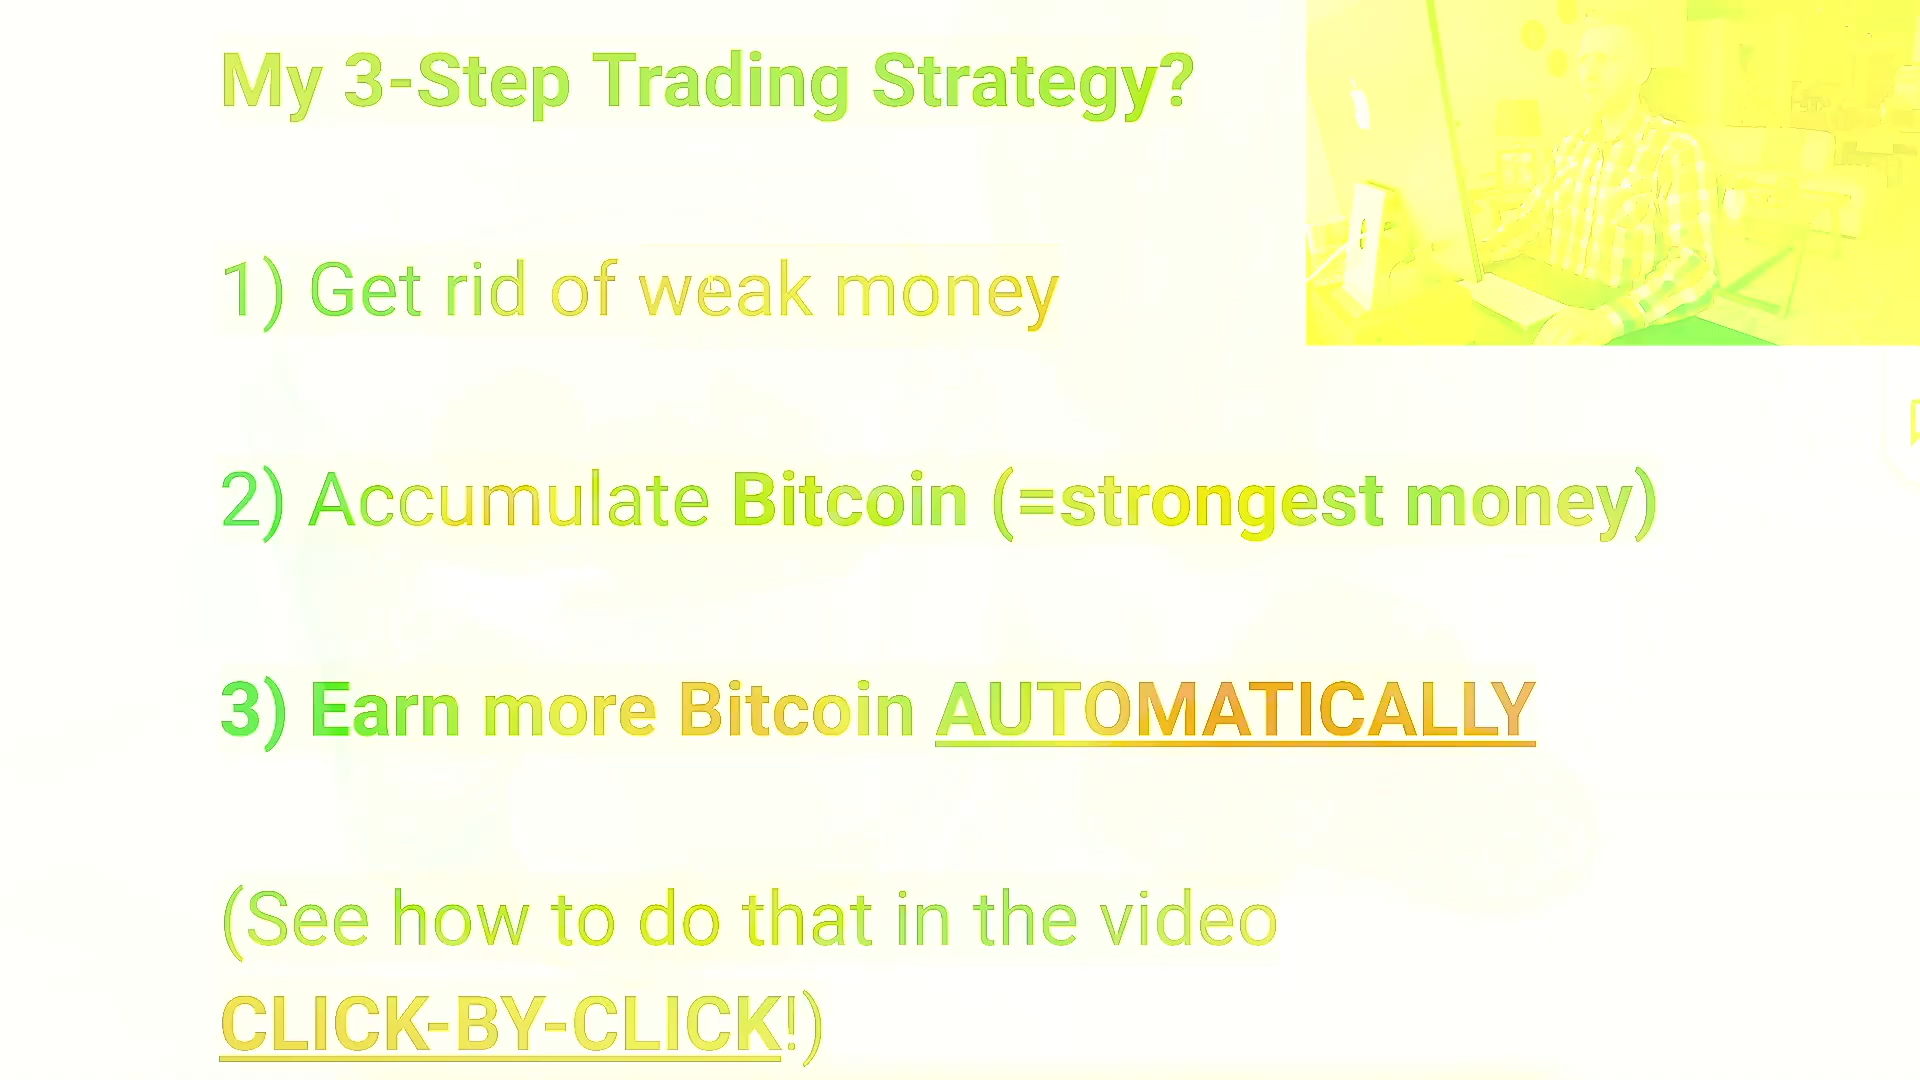 My 3-Step Trading Strategy?
1) Get rid of weak money
2) Accumulate Bitcoin (=strongest money)
3) Earn more Bitcoin AUTOMATICALLY
(See how to do that in the video
CLICK-BY-CLICK!)